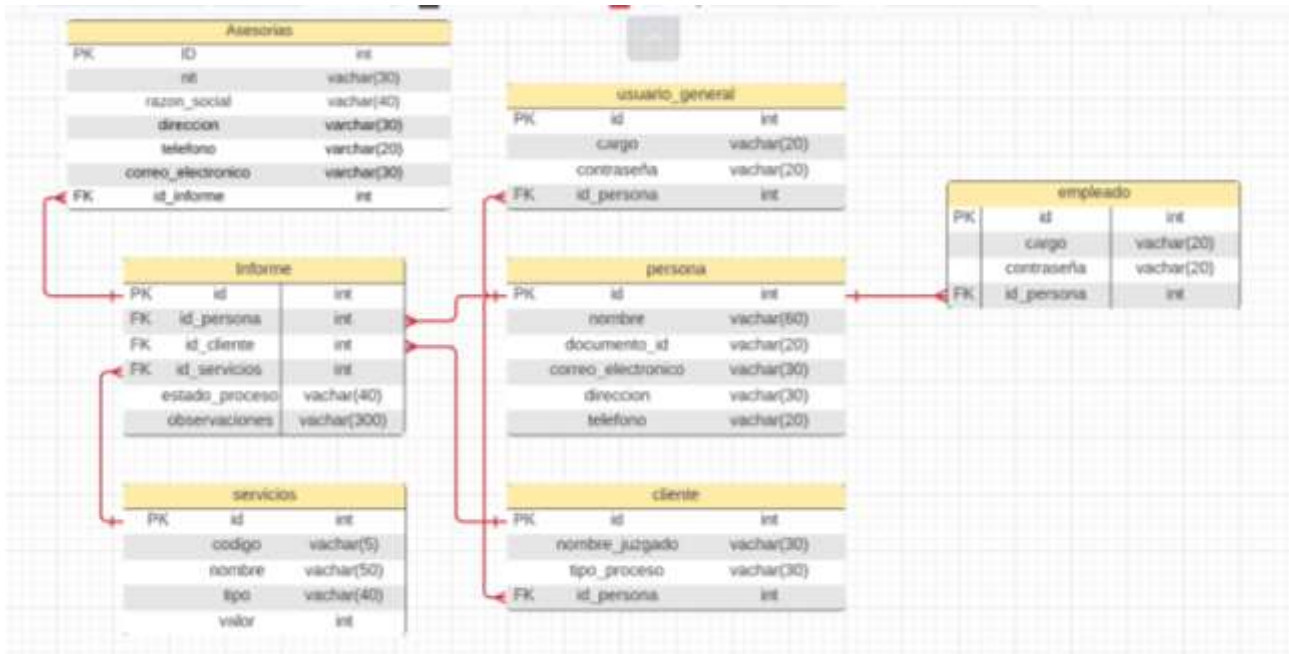 Asesorias
PK ID int
nit vachar(30)
razon_social vachar(40)
direccion varchar(30)
telefono varchar(20)
correo_electronico varchar(30)
FK id_informe int
usuario_general
PK id int
cargo vachar(20)
contraseña vachar(20)
FK id_persona int
empleado
PK id int
cargo vachar(20)
contraseña vachar(20)
FK id_persona int
Informe
PK id int
FK id_persona int
FK id_cliente int
FK id_servicios int
estado_proceso vachar(40)
observaciones vachar(300)
persona
PK id int
nombre vachar(60)
documento_id vachar(20)
correo_electronico vachar(30)
direccion vachar(30)
telefono vachar(20)
servicios
PK id int
codigo vachar(5)
nombre vachar(50)
tipo vachar(40)
valor int
cliente
PK id int
nombre_juzgado vachar(30)
tipo_proceso vachar(30)
FK id_persona int